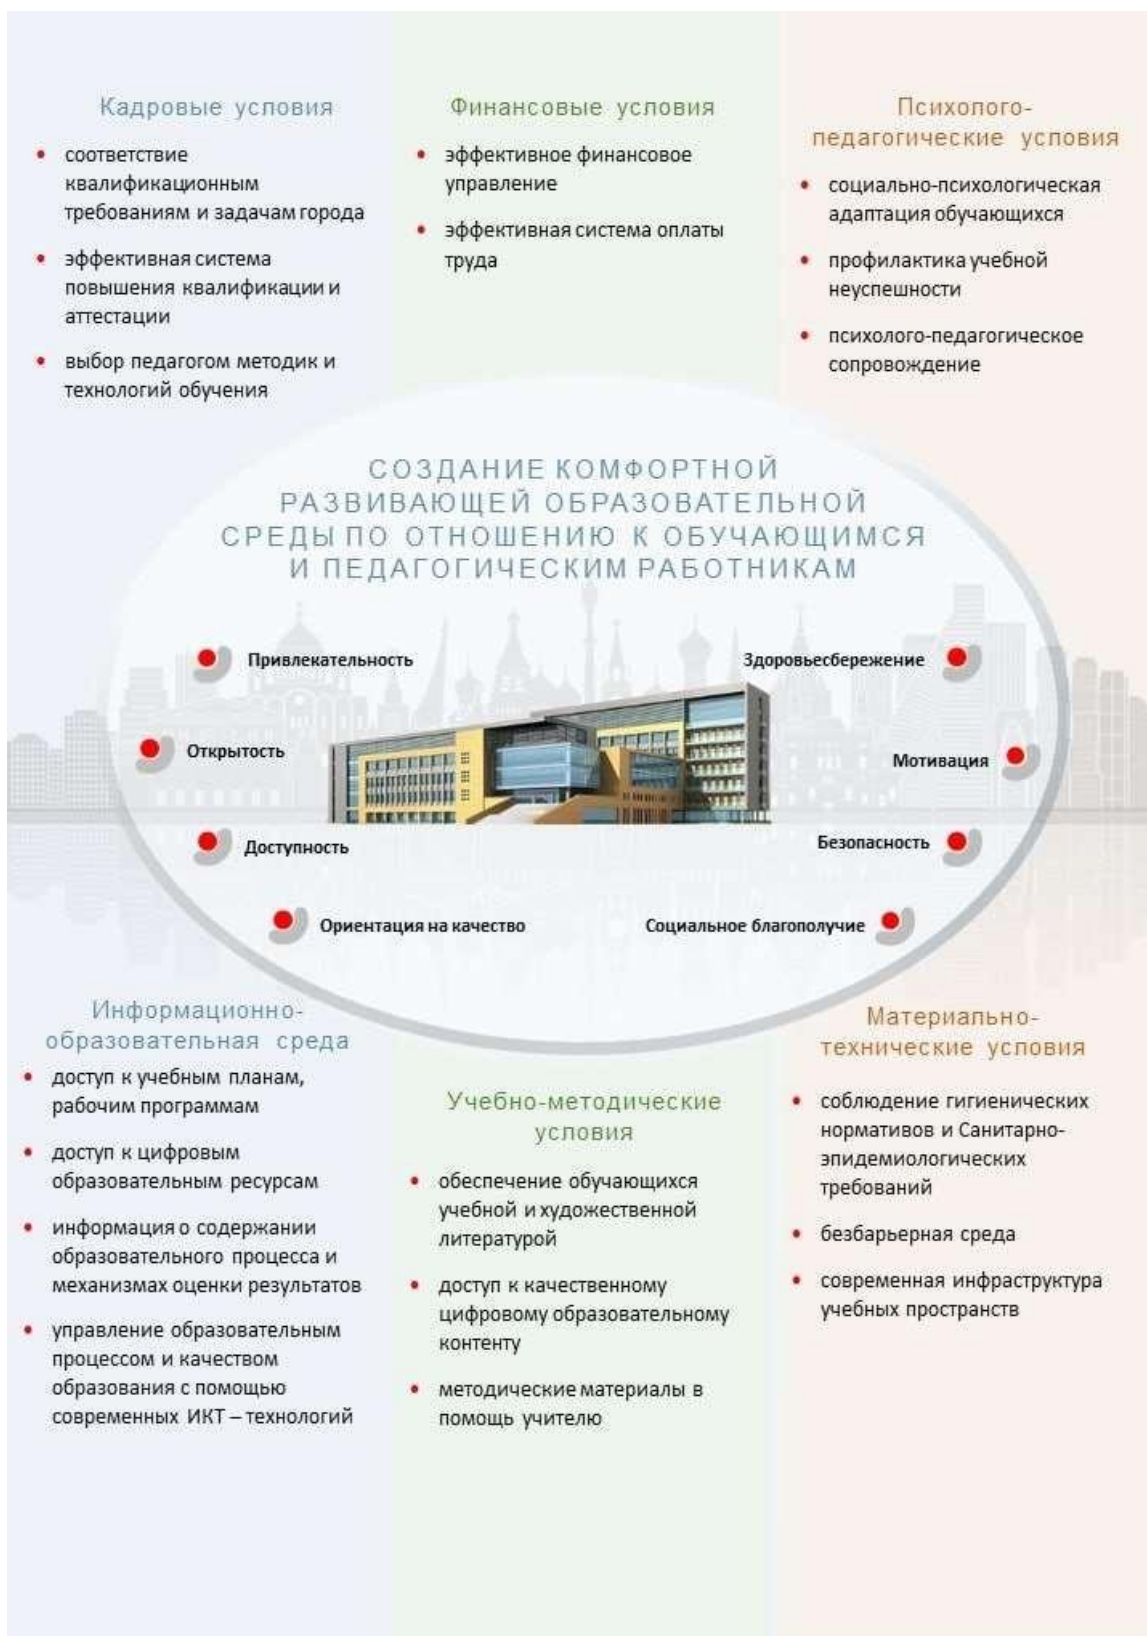 Кадровые условия
• соответствие
квалификационным
требованиям и задачам города
• эффективная система
повышения квалификации и
аттестации
• выбор педагогом методик и
технологий обучения
Финансовые условия
• эффективное финансовое
управление
• эффективная система оплаты
труда
Психолого-
педагогические условия
• социально-психологическая
адаптация обучающихся
• профилактика учебной
неуспешности
• психолого-педагогическое
сопровождение
СОЗДАНИЕ КОМФОРТНОЙ
РАЗВИВАЮЩЕЙ ОБРАЗОВАТЕЛЬНОЙ
СРЕДЫ ПО ОТНОШЕНИЮ К ОБУЧАЮЩИМСЯ
И ПЕДАГОГИЧЕСКИМ РАБОТНИКАМ
Привлекательность
Открытость
Доступность
Ориентация на качество
Здоровьесбережение
Мотивация
Безопасность
Социальное благополучие
Информационно-
образовательная среда
• доступ к учебным планам,
рабочим программам
• доступ к цифровым
образовательным ресурсам
• информация о содержании
образовательного процесса и
механизмах оценки результатов
• управление образовательным
процессом и качеством
образования с помощью
современных ИКТ – технологий
Учебно-методические
условия
• обеспечение обучающихся
учебной и художественной
литературой
• доступ к качественному
цифровому образовательному
контенту
• методические материалы в
помощь учителю
Материально-
технические условия
• соблюдение гигиенических
нормативов и Санитарно-
эпидемиологических
требований
• безбарьерная среда
• современная инфраструктура
учебных пространств